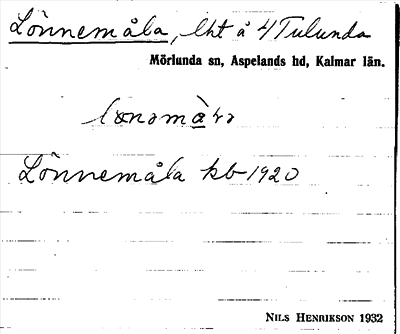 Lönnemåla, lht å 4 Tulunda
Mörlunda sn, Aspelands hd, Kalmar län.
Lönnemåla kb 1920
NILS HENRIKSON 1932